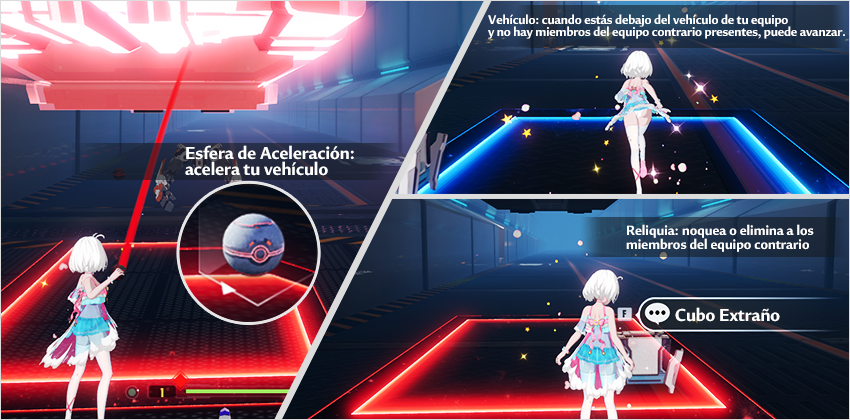 Esfera de Aceleración:
acelera tu vehículo
1
Vehículo: cuando estás debajo del vehículo de tu equipo
y no hay miembros del equipo contrario presentes, puede avanzar.
Reliquia: noquea o elimina a los
miembros del equipo contrario
F
Cubo Extraño